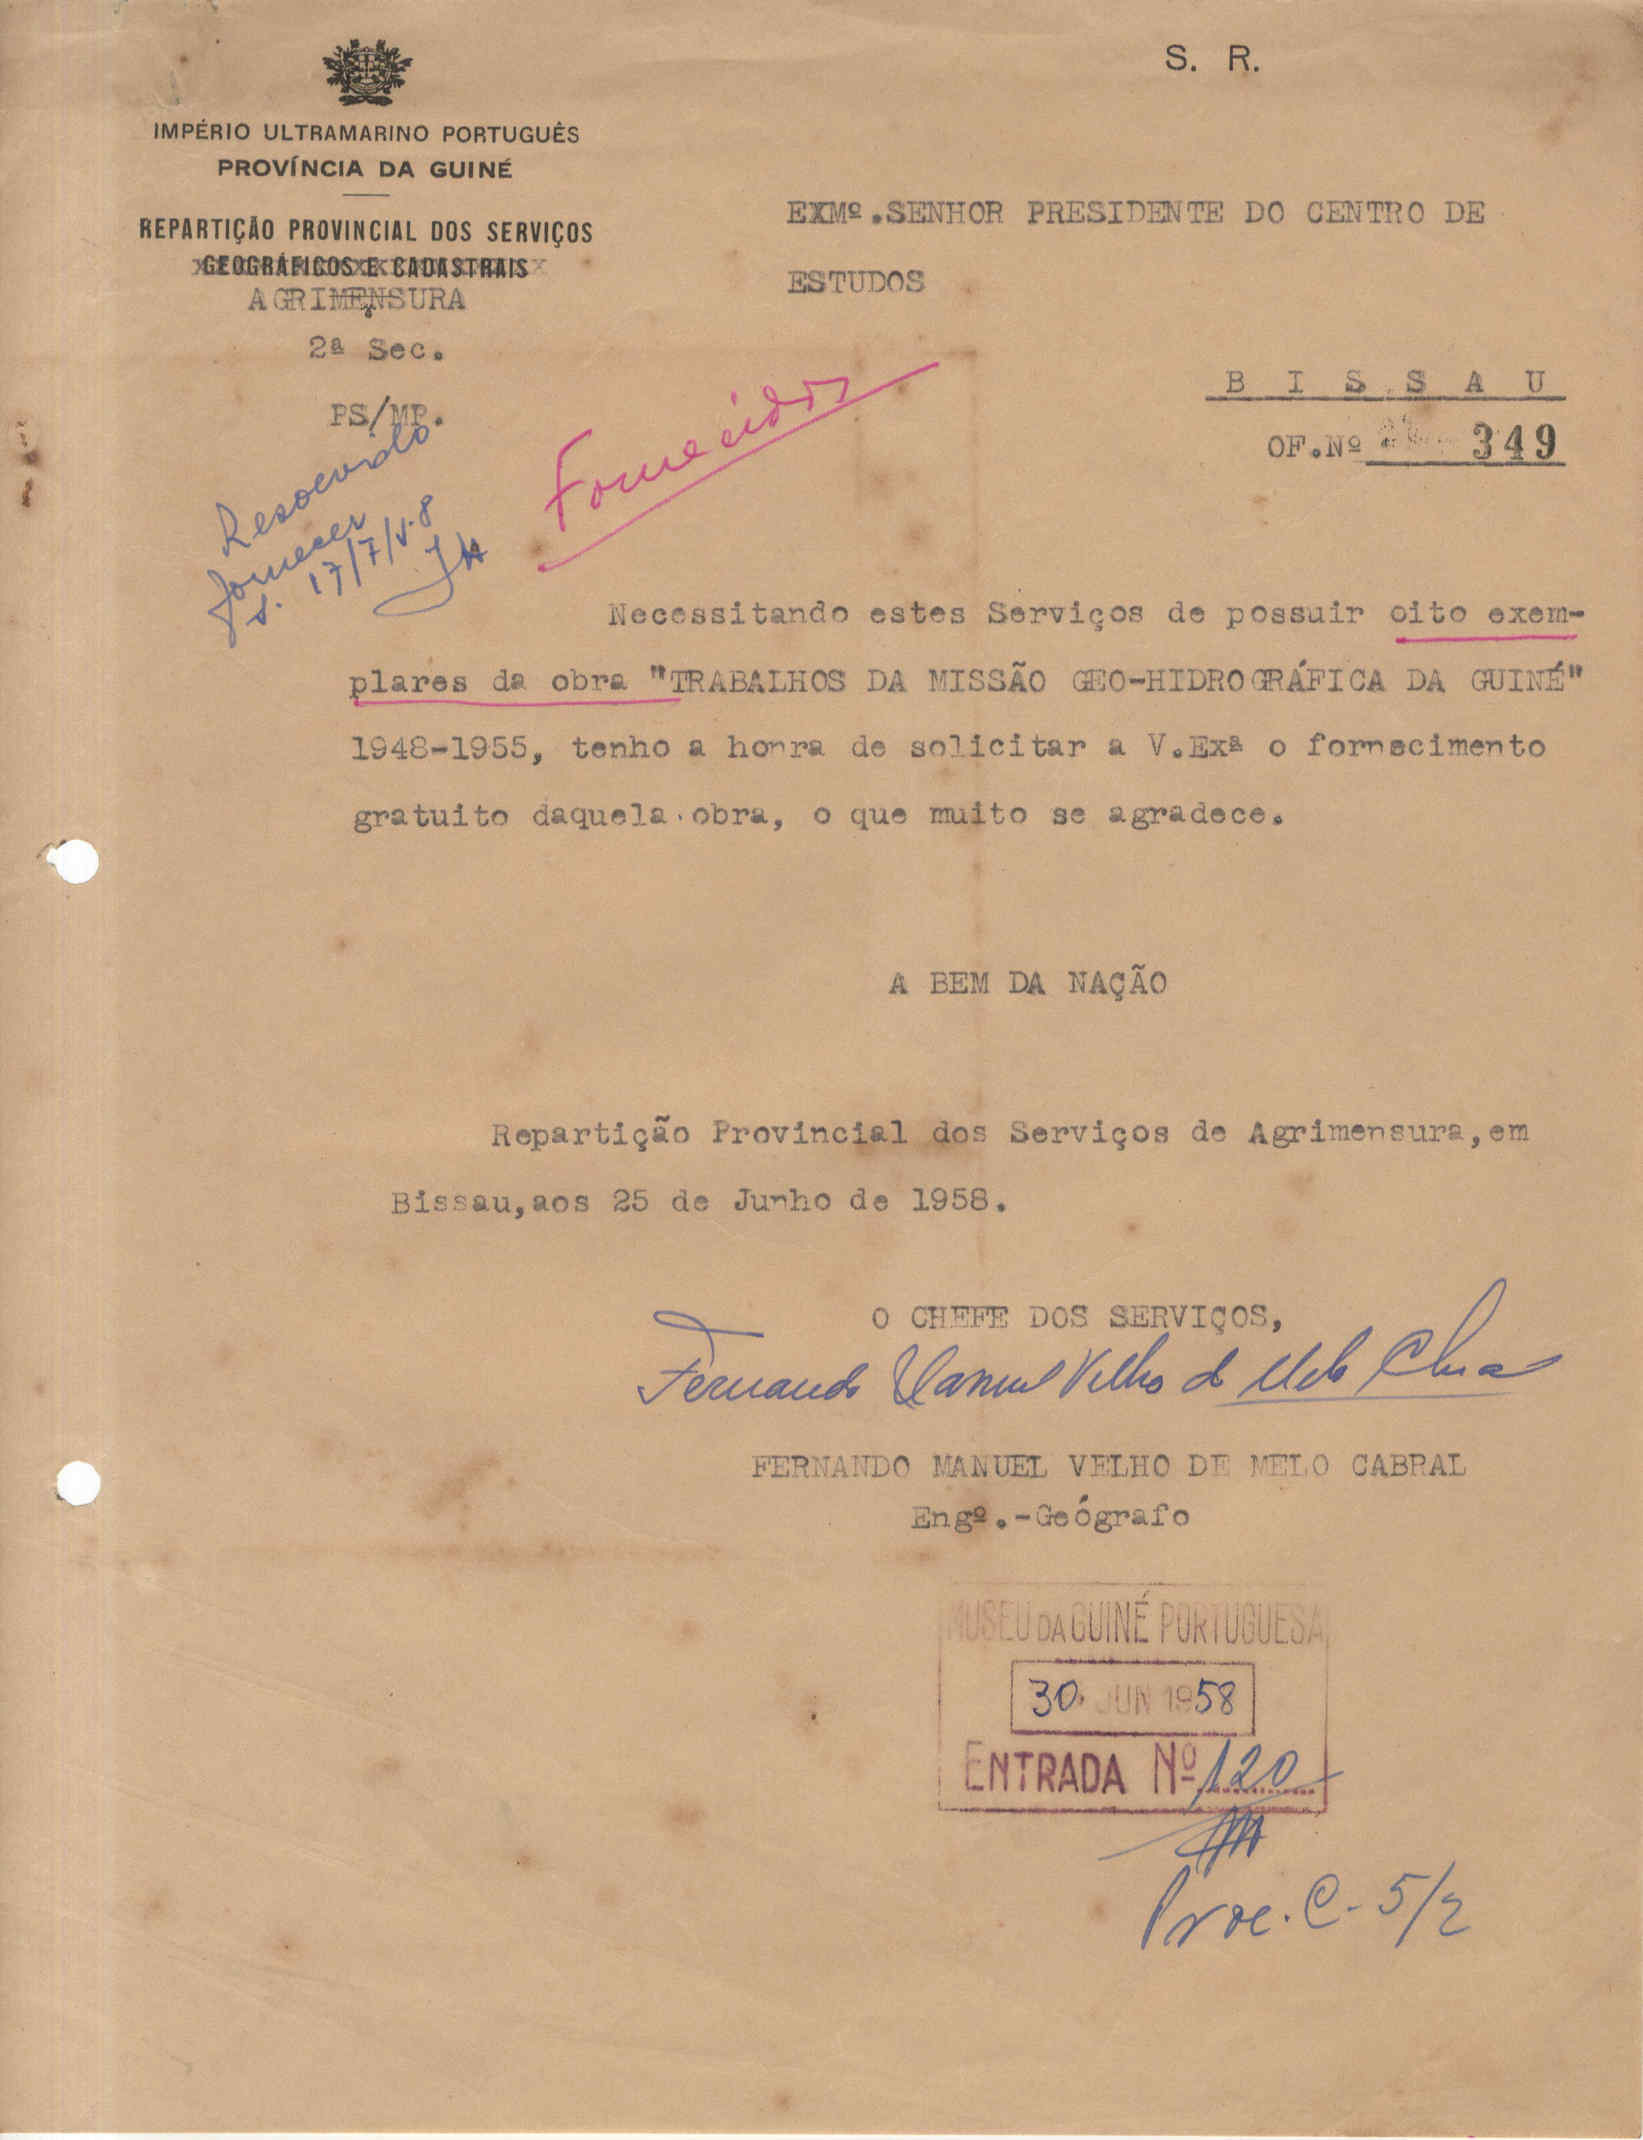 S. R.
IMPÉRIO ULTRAMARINO PORTUGUÊS
PROVÍNCIA DA GUINÉ
REPARTIÇÃO PROVINCIAL DOS SERVIÇOS
GEOGRÁFICOS E CADASTRAIS
AGRIMENSURA
2ª Sec.
PS/MP.
EXMº.SENHOR PRESIDENTE DO CENTRO DE
ESTUDOS
B I S S A U
OF.Nº 349
fornecer
17/7/58
Fornecidos
Necessitando estes Serviços de possuir oito exem-
plares da obra "TRABALHOS DA MISSÃO GEO-HIDROGRÁFICA DA GUINÉ"
1948-1955, tenho a honra de solicitar a V.Exª o fornecimento
gratuito daquela obra, o que muito se agradece.
A BEM DA NAÇÃO
Repartição Provincial dos Serviços de Agrimensura,em
Bissau,aos 25 de Junho de 1958.
O CHEFE DOS SERVIÇOS,
Fernando Manuel Velho de Melo Cabral
FERNANDO MANUEL VELHO DE MELO CABRAL
Engº.-Geógrafo
MUSEU DA GUINÉ PORTUGUESA
30 JUN 1958
ENTRADA Nº 120
Proc. C-5/2